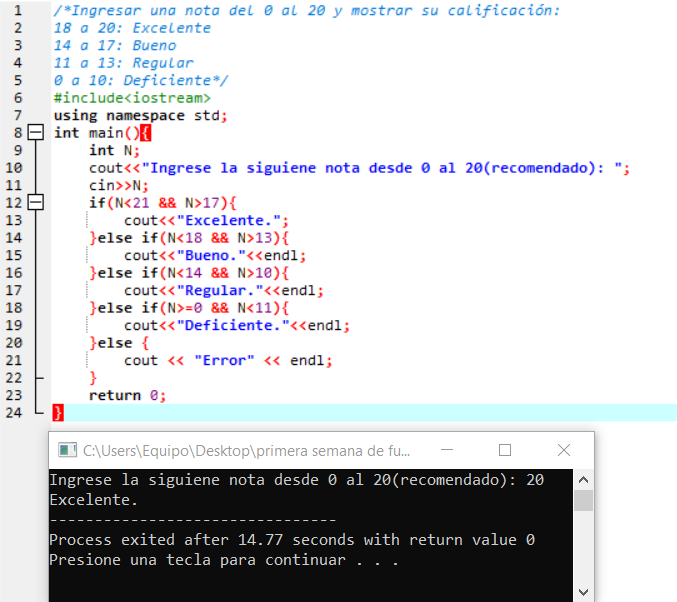 1 /*Ingresar una nota del 0 al 20 y mostrar su calificación:
2 18 a 20: Excelente
3 14 a 17: Bueno
4 11 a 13: Regular
5 0 a 10: Deficiente*/
6 #include<iostream>
7 using namespace std;
8 int main(){
9 int N;
10 cout<<"Ingrese la siguiene nota desde 0 al 20(recomendado): ";
11 cin>>N;
12 if(N<21 && N>17){
13 cout<<"Excelente.";
14 }else if(N<18 && N>13){
15 cout<<"Bueno."<<endl;
16 }else if(N<14 && N>10){
17 cout<<"Regular."<<endl;
18 }else if(N>=0 && N<11){
19 cout<<"Deficiente."<<endl;
20 }else {
21 cout << "Error" << endl;
22 }
23 return 0;
24 }
C:\Users\Equipo\Desktop\primera semana de fu...
Ingrese la siguiene nota desde 0 al 20(recomendado): 20
Excelente.
--------------------------------
Process exited after 14.77 seconds with return value 0
Presione una tecla para continuar . . .